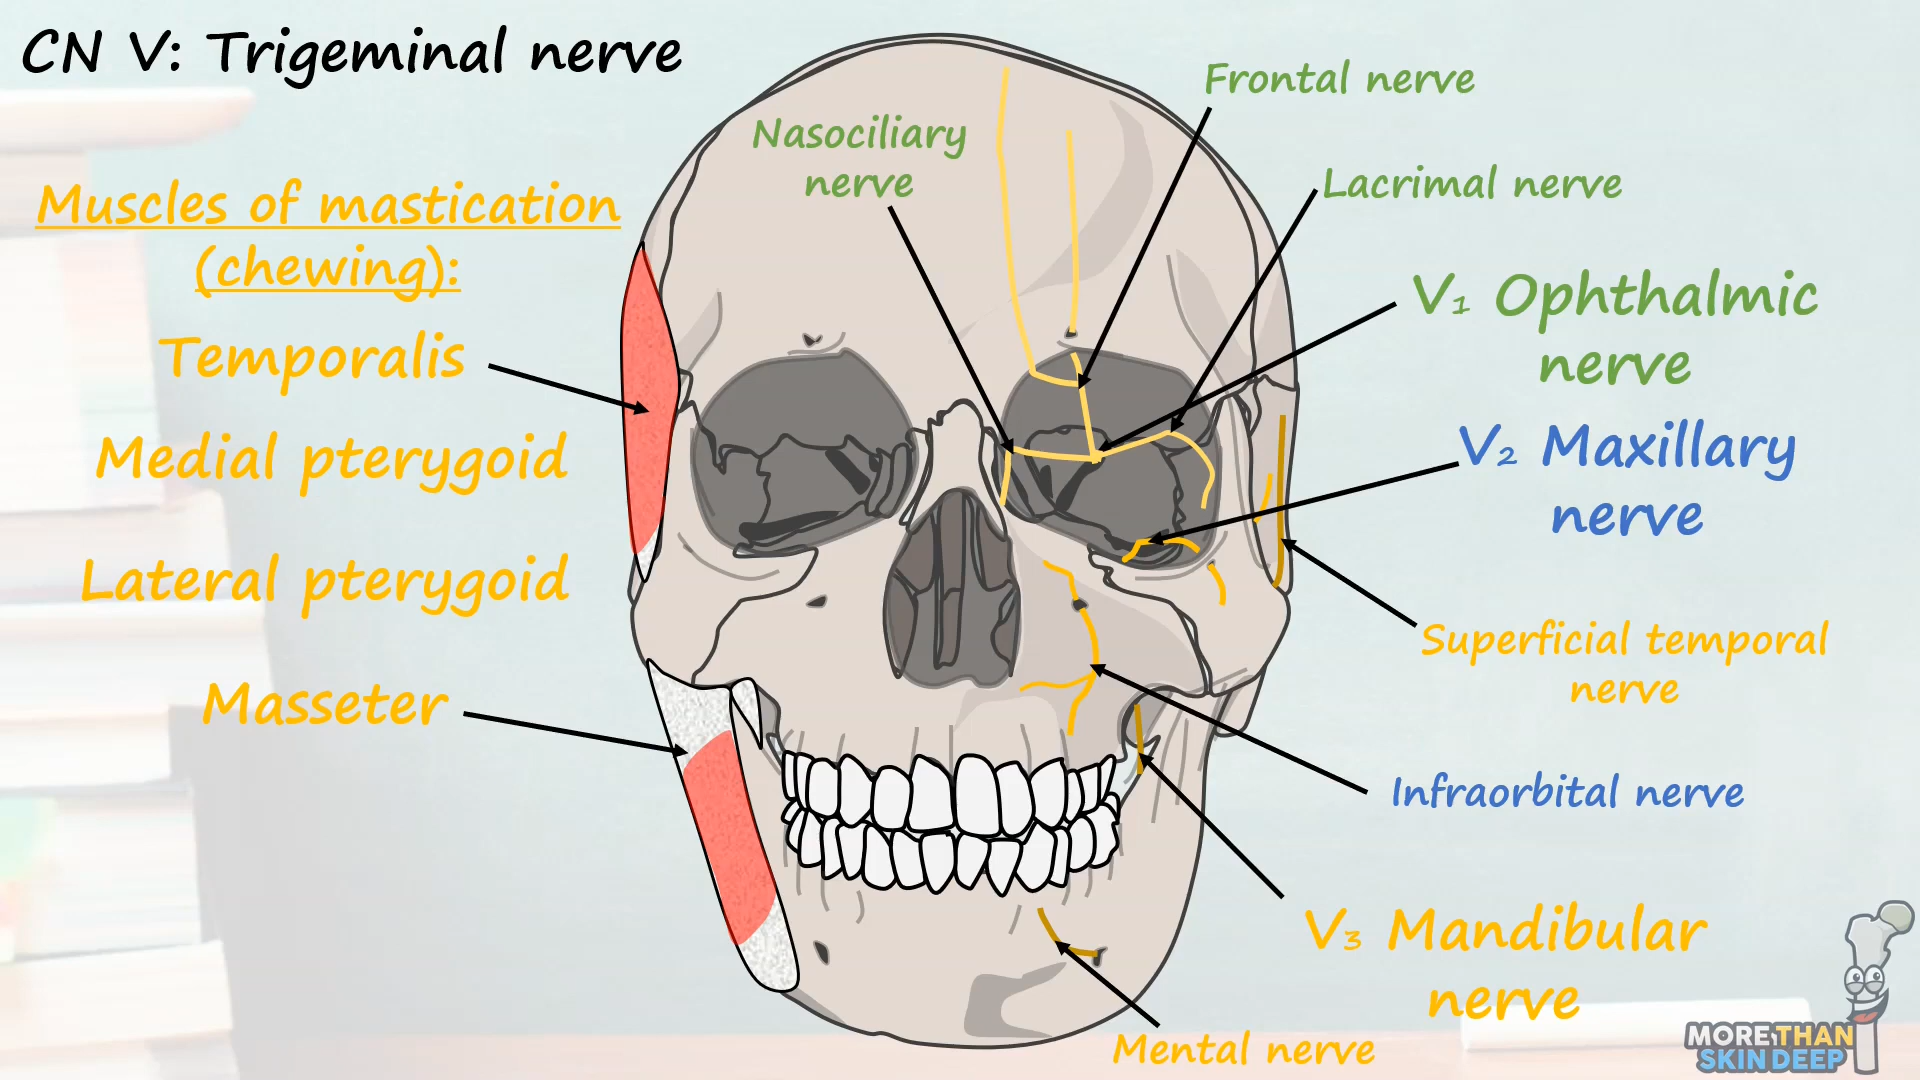 CN V: Trigeminal nerve
Muscles of mastication
(chewing):
Temporalis
Medial pterygoid
Lateral pterygoid
Masseter
Nasociliary
nerve
Frontal nerve
Lacrimal nerve
V₁ Ophthalmic
nerve
V₂ Maxillary
nerve
Superficial temporal
nerve
Infraorbital nerve
V₃ Mandibular
nerve
Mental nerve
MORE THAN
SKIN DEEP